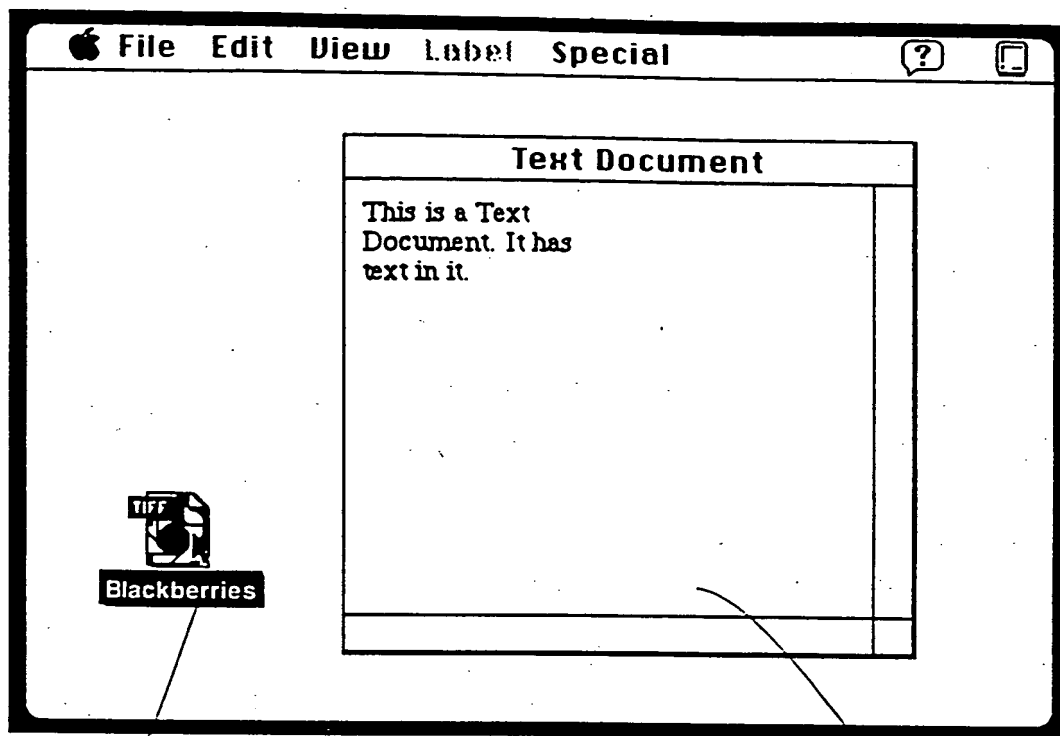 File Edit View Label Special ?
Text Document
This is a Text
Document. It has
text in it.
TIFF
Blackberries